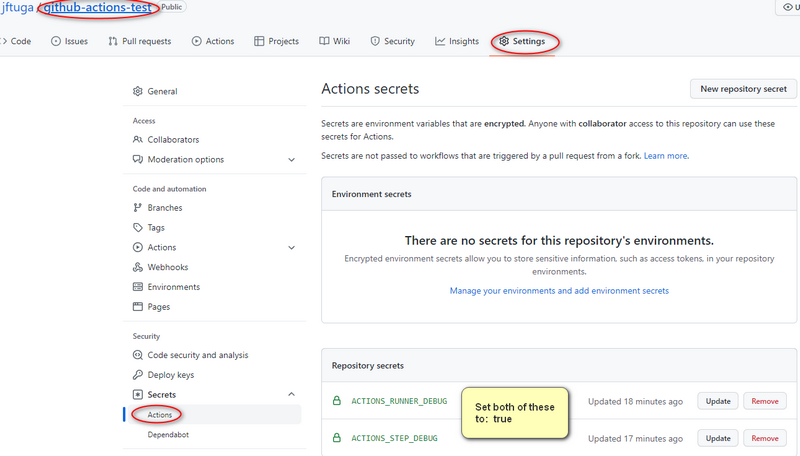 jftuga / github-actions-test Public
Code Issues Pull requests Actions Projects Wiki Security Insights Settings
General
Access
Collaborators
Moderation options
Code and automation
Branches
Tags
Actions
Webhooks
Environments
Pages
Security
Code security and analysis
Deploy keys
Secrets
Actions
Dependabot
Actions secrets New repository secret
Secrets are environment variables that are encrypted. Anyone with collaborator access to this repository can use these
secrets for Actions.
Secrets are not passed to workflows that are triggered by a pull request from a fork. Learn more.
Environment secrets
There are no secrets for this repository's environments.
Encrypted environment secrets allow you to store sensitive information, such as access tokens, in your repository
environments.
Manage your environments and add environment secrets
Repository secrets
ACTIONS_RUNNER_DEBUG Updated 18 minutes ago Update Remove
Set both of these
to: true
ACTIONS_STEP_DEBUG Updated 17 minutes ago Update Remove